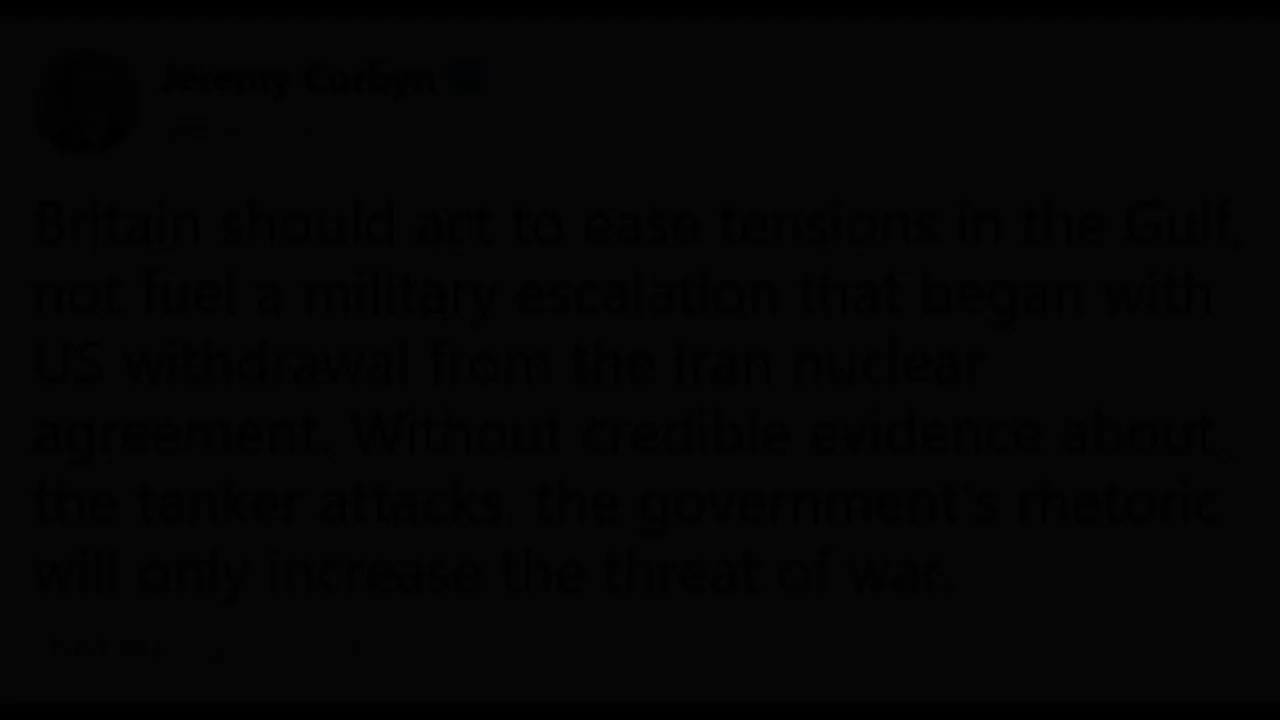 Jeremy Corbyn
Britain should act to ease tensions in the Gulf,
not fuel a military escalation that began with
US withdrawal from the Iran nuclear
agreement. Without credible evidence about
the tanker attacks, the government's rhetoric
will only increase the threat of war.